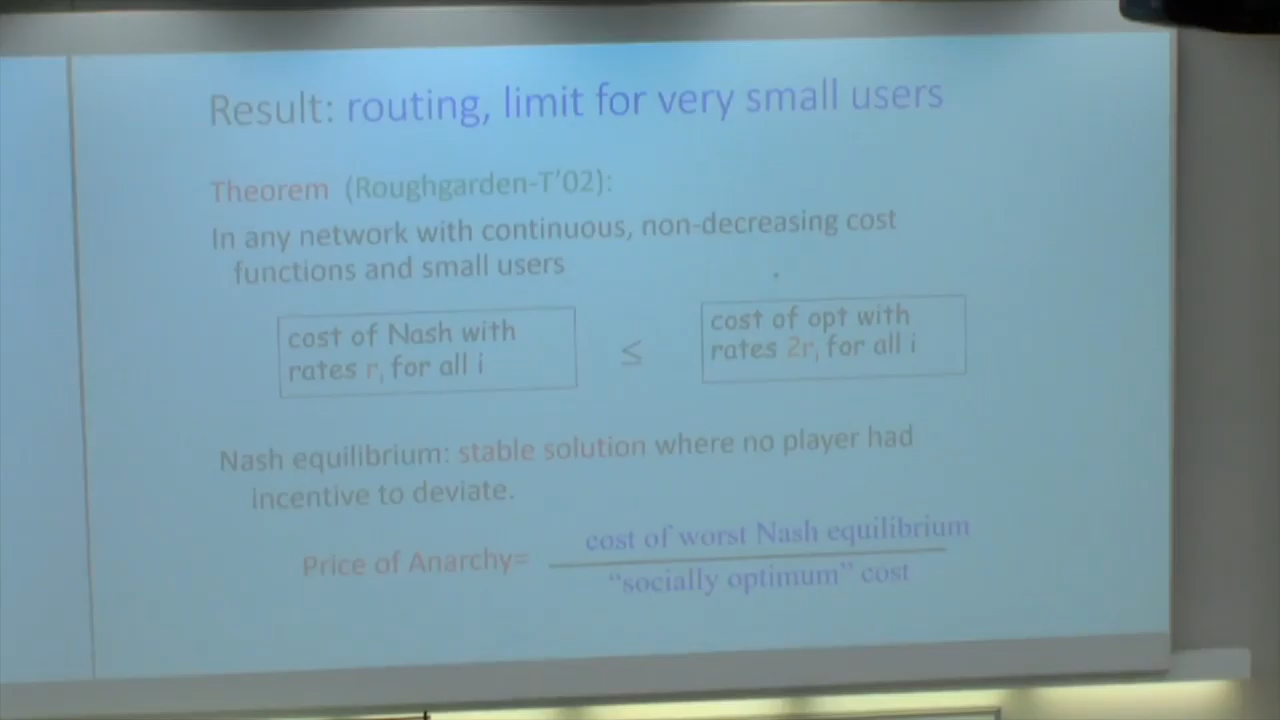 Result: routing, limit for very small users
Theorem (Roughgarden-T’02):
In any network with continuous, non-decreasing cost
functions and small users
cost of Nash with
rates rᵢ for all i
≤
cost of opt with
rates 2rᵢ for all i
Nash equilibrium: stable solution where no player had
incentive to deviate.
Price of Anarchy=
cost of worst Nash equilibrium
“socially optimum” cost